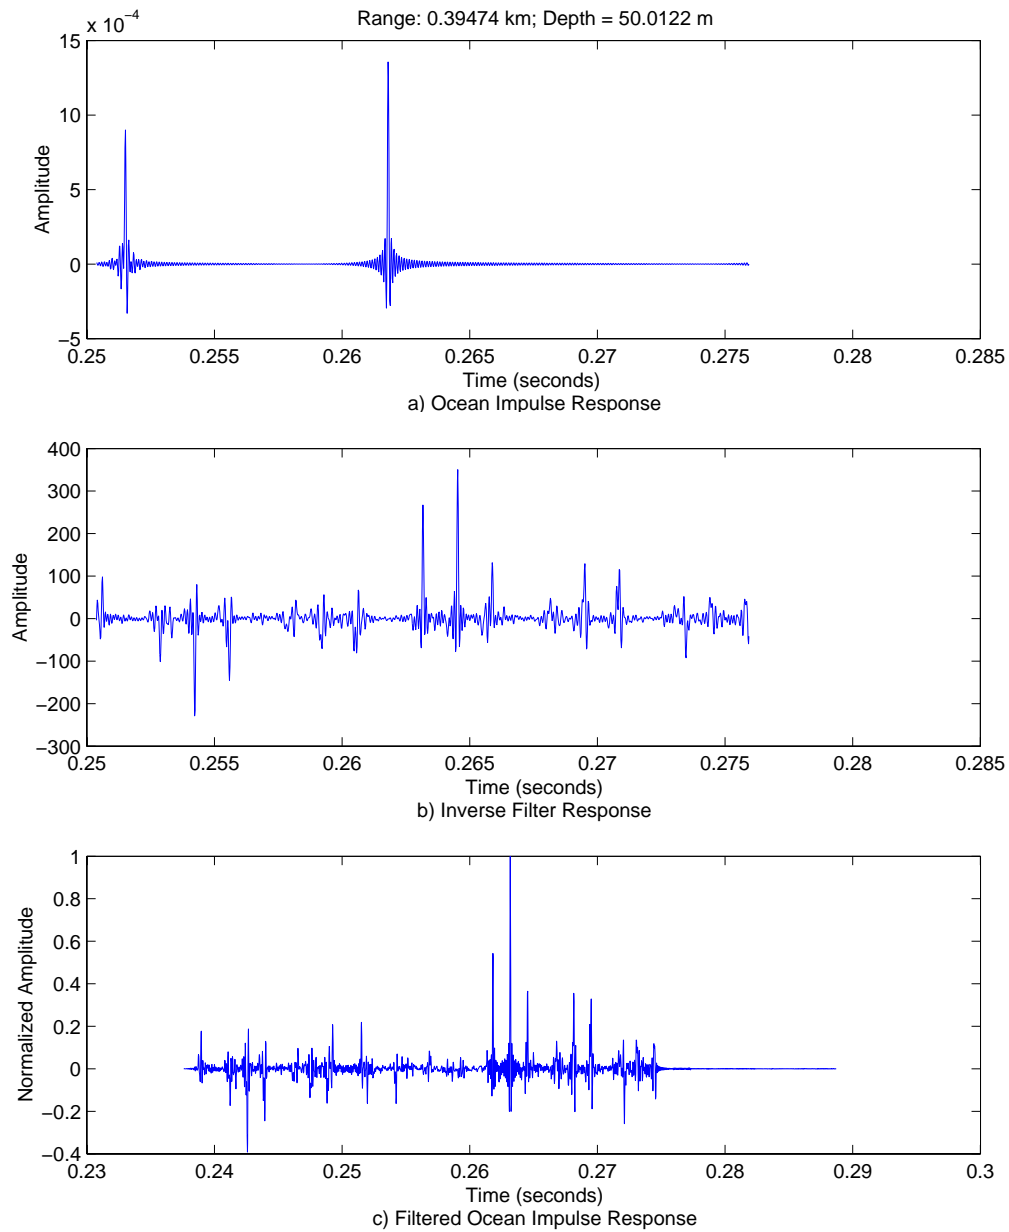 Range: 0.39474 km; Depth = 50.0122 m
x 10⁻⁴
15
10
5
0
−5
Amplitude
0.25 0.255 0.26 0.265 0.27 0.275 0.28 0.285
Time (seconds)
a) Ocean Impulse Response
400
300
200
100
0
−100
−200
−300
Amplitude
0.25 0.255 0.26 0.265 0.27 0.275 0.28 0.285
Time (seconds)
b) Inverse Filter Response
1
0.8
0.6
0.4
0.2
0
−0.2
−0.4
Normalized Amplitude
0.23 0.24 0.25 0.26 0.27 0.28 0.29 0.3
Time (seconds)
c) Filtered Ocean Impulse Response